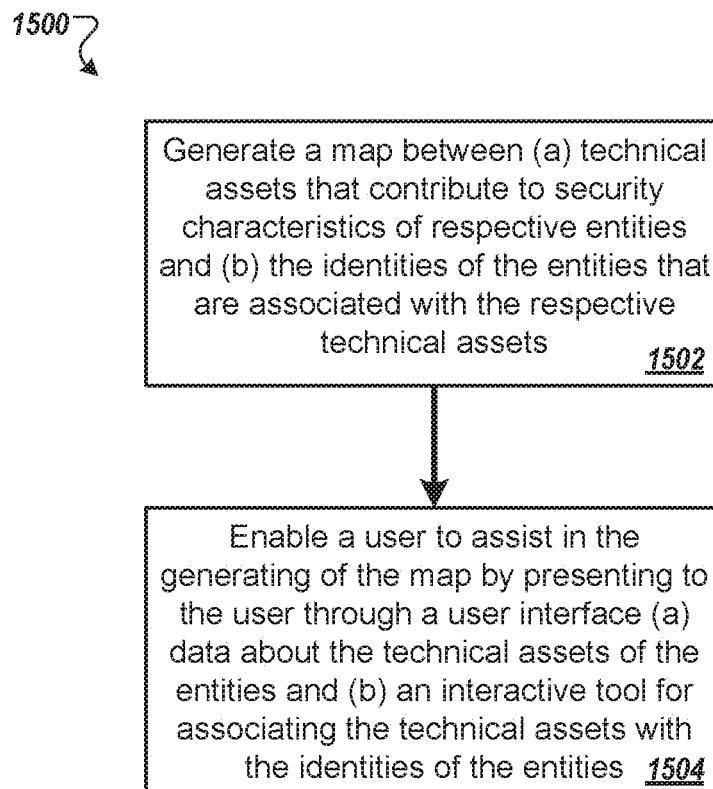 1500
Generate a map between (a) technical
assets that contribute to security
characteristics of respective entities
and (b) the identities of the entities that
are associated with the respective
technical assets
1502
Enable a user to assist in the
generating of the map by presenting to
the user through a user interface (a)
data about the technical assets of the
entities and (b) an interactive tool for
associating the technical assets with
the identities of the entities 1504